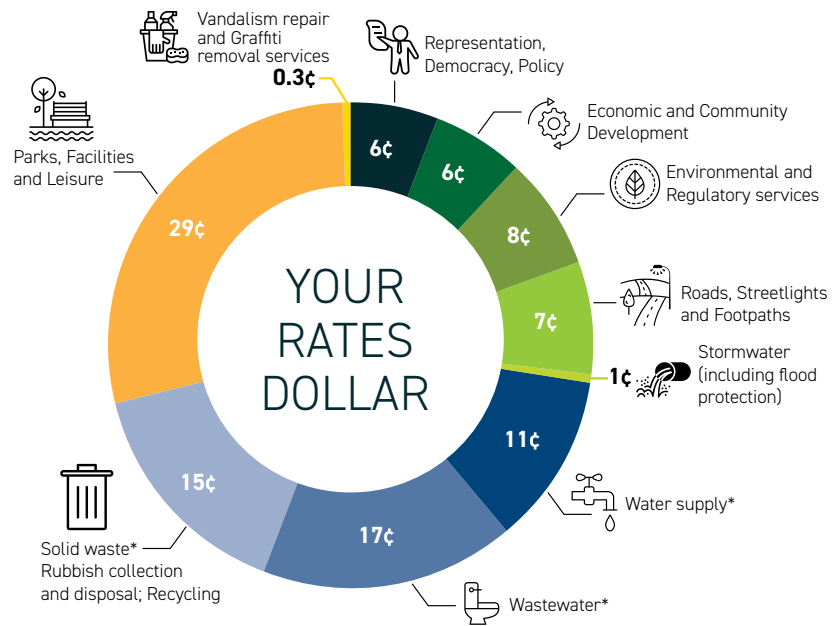 Vandalism repair
and Graffiti
removal services
0.3¢
Representation,
Democracy, Policy
6¢
Economic and Community
Development
6¢
Environmental and
Regulatory services
8¢
Roads, Streetlights
and Footpaths
7¢
Stormwater
(including flood
protection)
1¢
Water supply*
11¢
Wastewater*
17¢
Solid waste*
Rubbish collection
and disposal; Recycling
15¢
Parks, Facilities
and Leisure
29¢
YOUR
RATES
DOLLAR